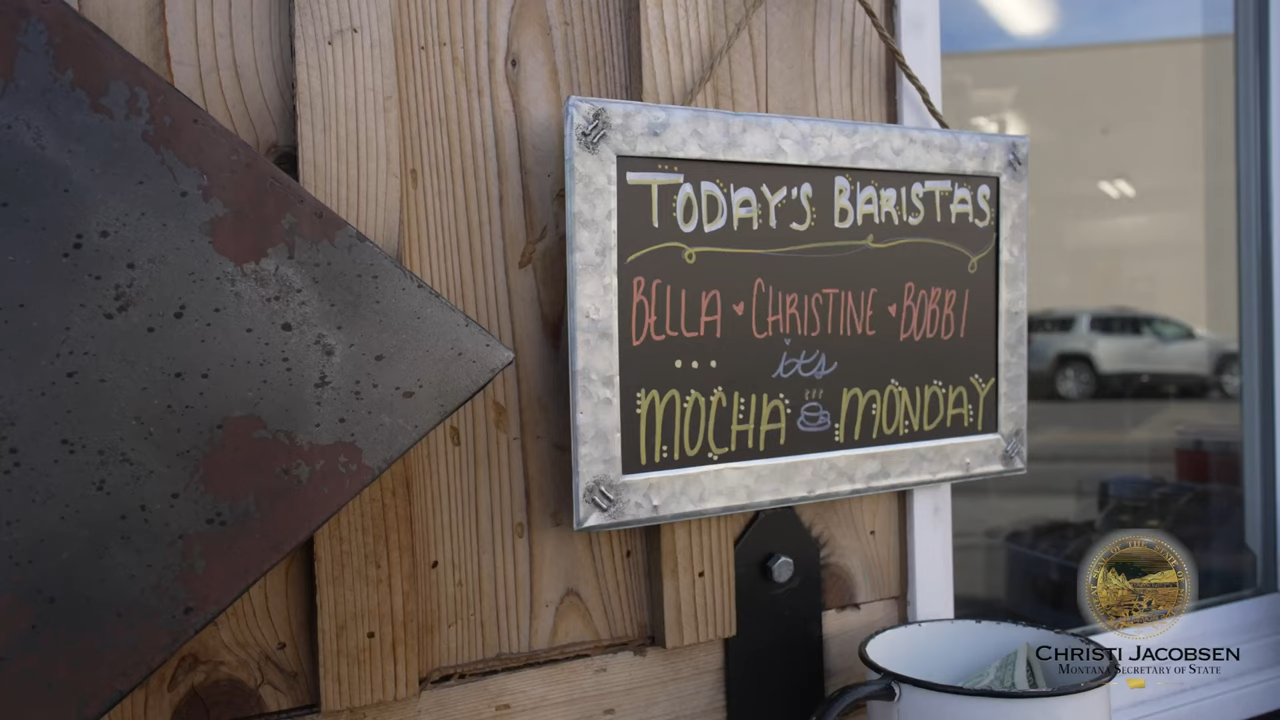 TODAY'S BARISTAS
BELLA CHRISTINE BOBBI
... it's
MOCHA MONDAY
CHRISTI JACOBSEN
MONTANA SECRETARY OF STATE